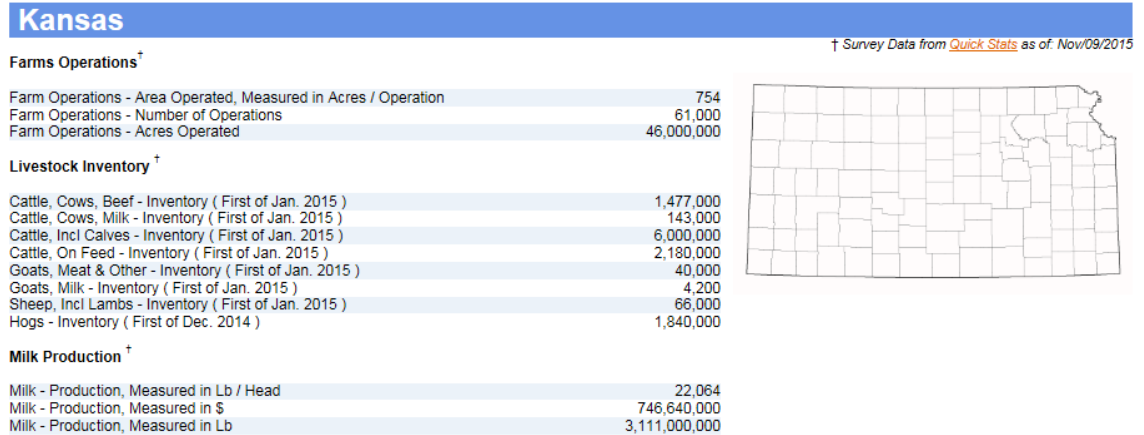 Kansas
† Survey Data from Quick Stats as of: Nov/09/2015
Farms Operations†
Farm Operations - Area Operated, Measured in Acres / Operation 754
Farm Operations - Number of Operations 61,000
Farm Operations - Acres Operated 46,000,000
Livestock Inventory †
Cattle, Cows, Beef - Inventory ( First of Jan. 2015 ) 1,477,000
Cattle, Cows, Milk - Inventory ( First of Jan. 2015 ) 143,000
Cattle, Incl Calves - Inventory ( First of Jan. 2015 ) 6,000,000
Cattle, On Feed - Inventory ( First of Jan. 2015 ) 2,180,000
Goats, Meat & Other - Inventory ( First of Jan. 2015 ) 40,000
Goats, Milk - Inventory ( First of Jan. 2015 ) 4,200
Sheep, Incl Lambs - Inventory ( First of Jan. 2015 ) 66,000
Hogs - Inventory ( First of Dec. 2014 ) 1,840,000
Milk Production †
Milk - Production, Measured in Lb / Head 22,064
Milk - Production, Measured in $ 746,640,000
Milk - Production, Measured in Lb 3,111,000,000